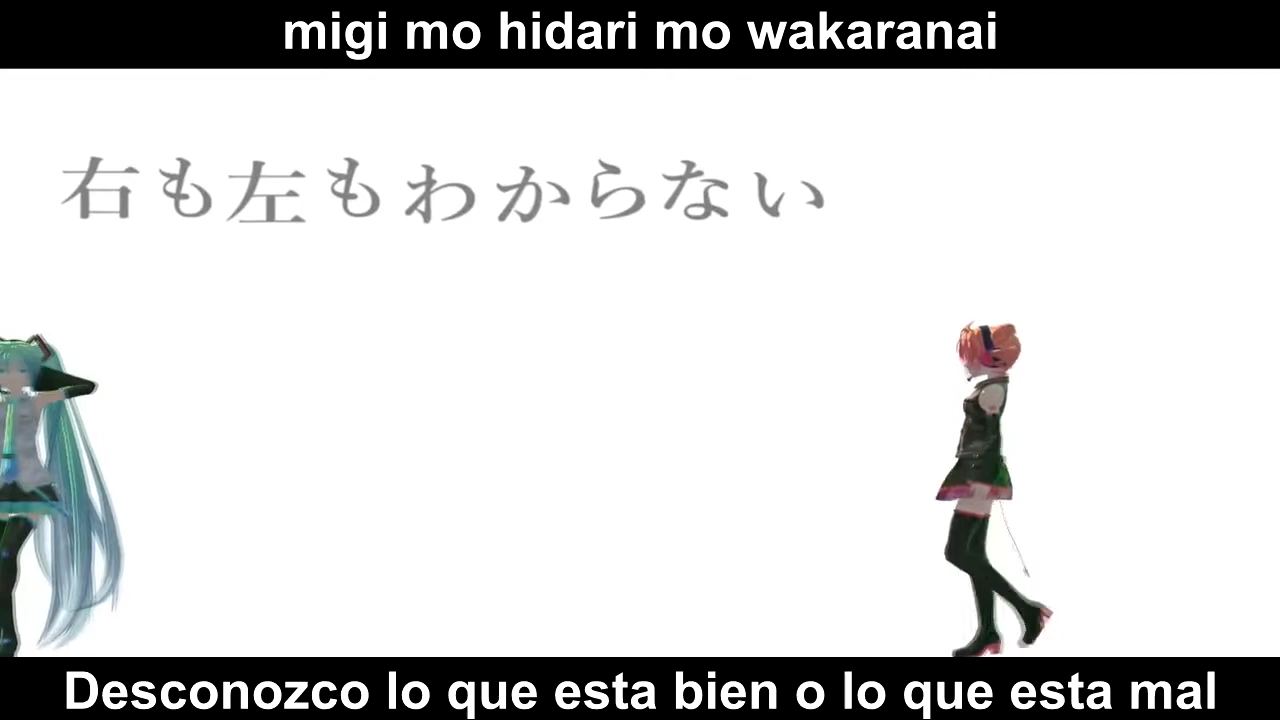 migi mo hidari mo wakaranai
右も左もわからない
Desconozco lo que esta bien o lo que esta mal